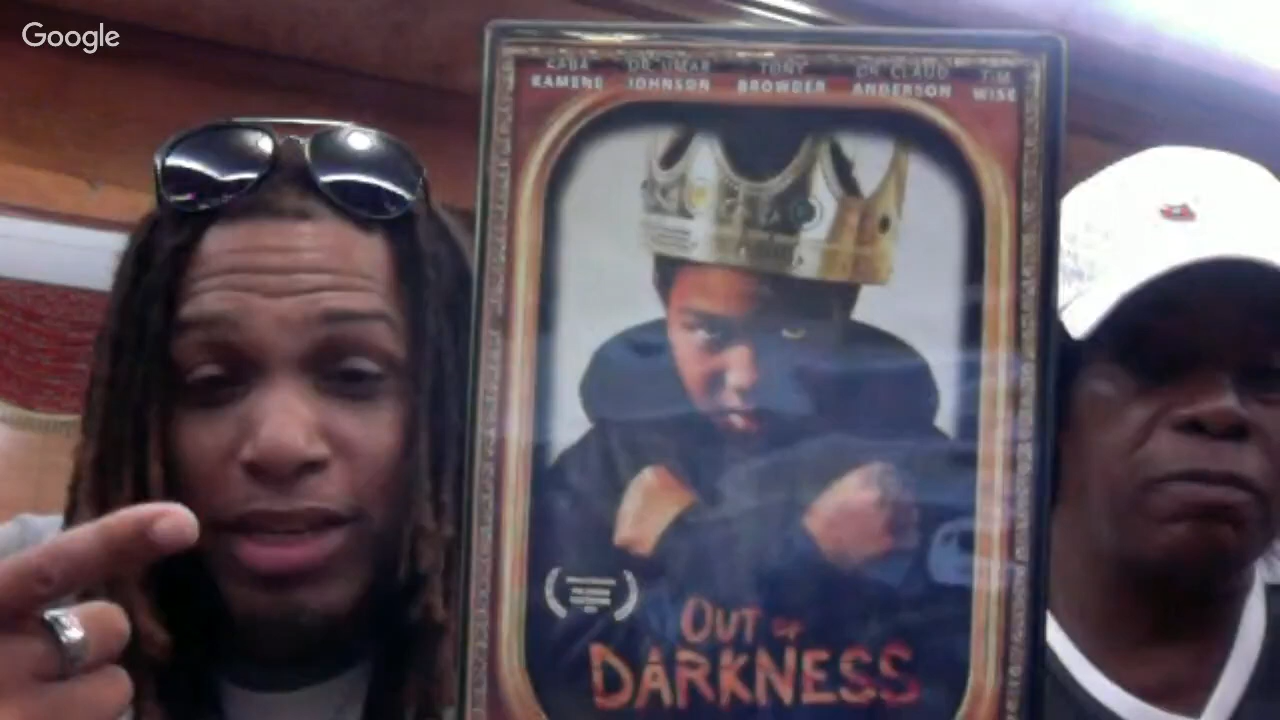 Google
KABA DR. UMAR TONY DR. CLAUD TIM
KAMENE JOHNSON BROWDER ANDERSON WISE
OUT OF
DARKNESS